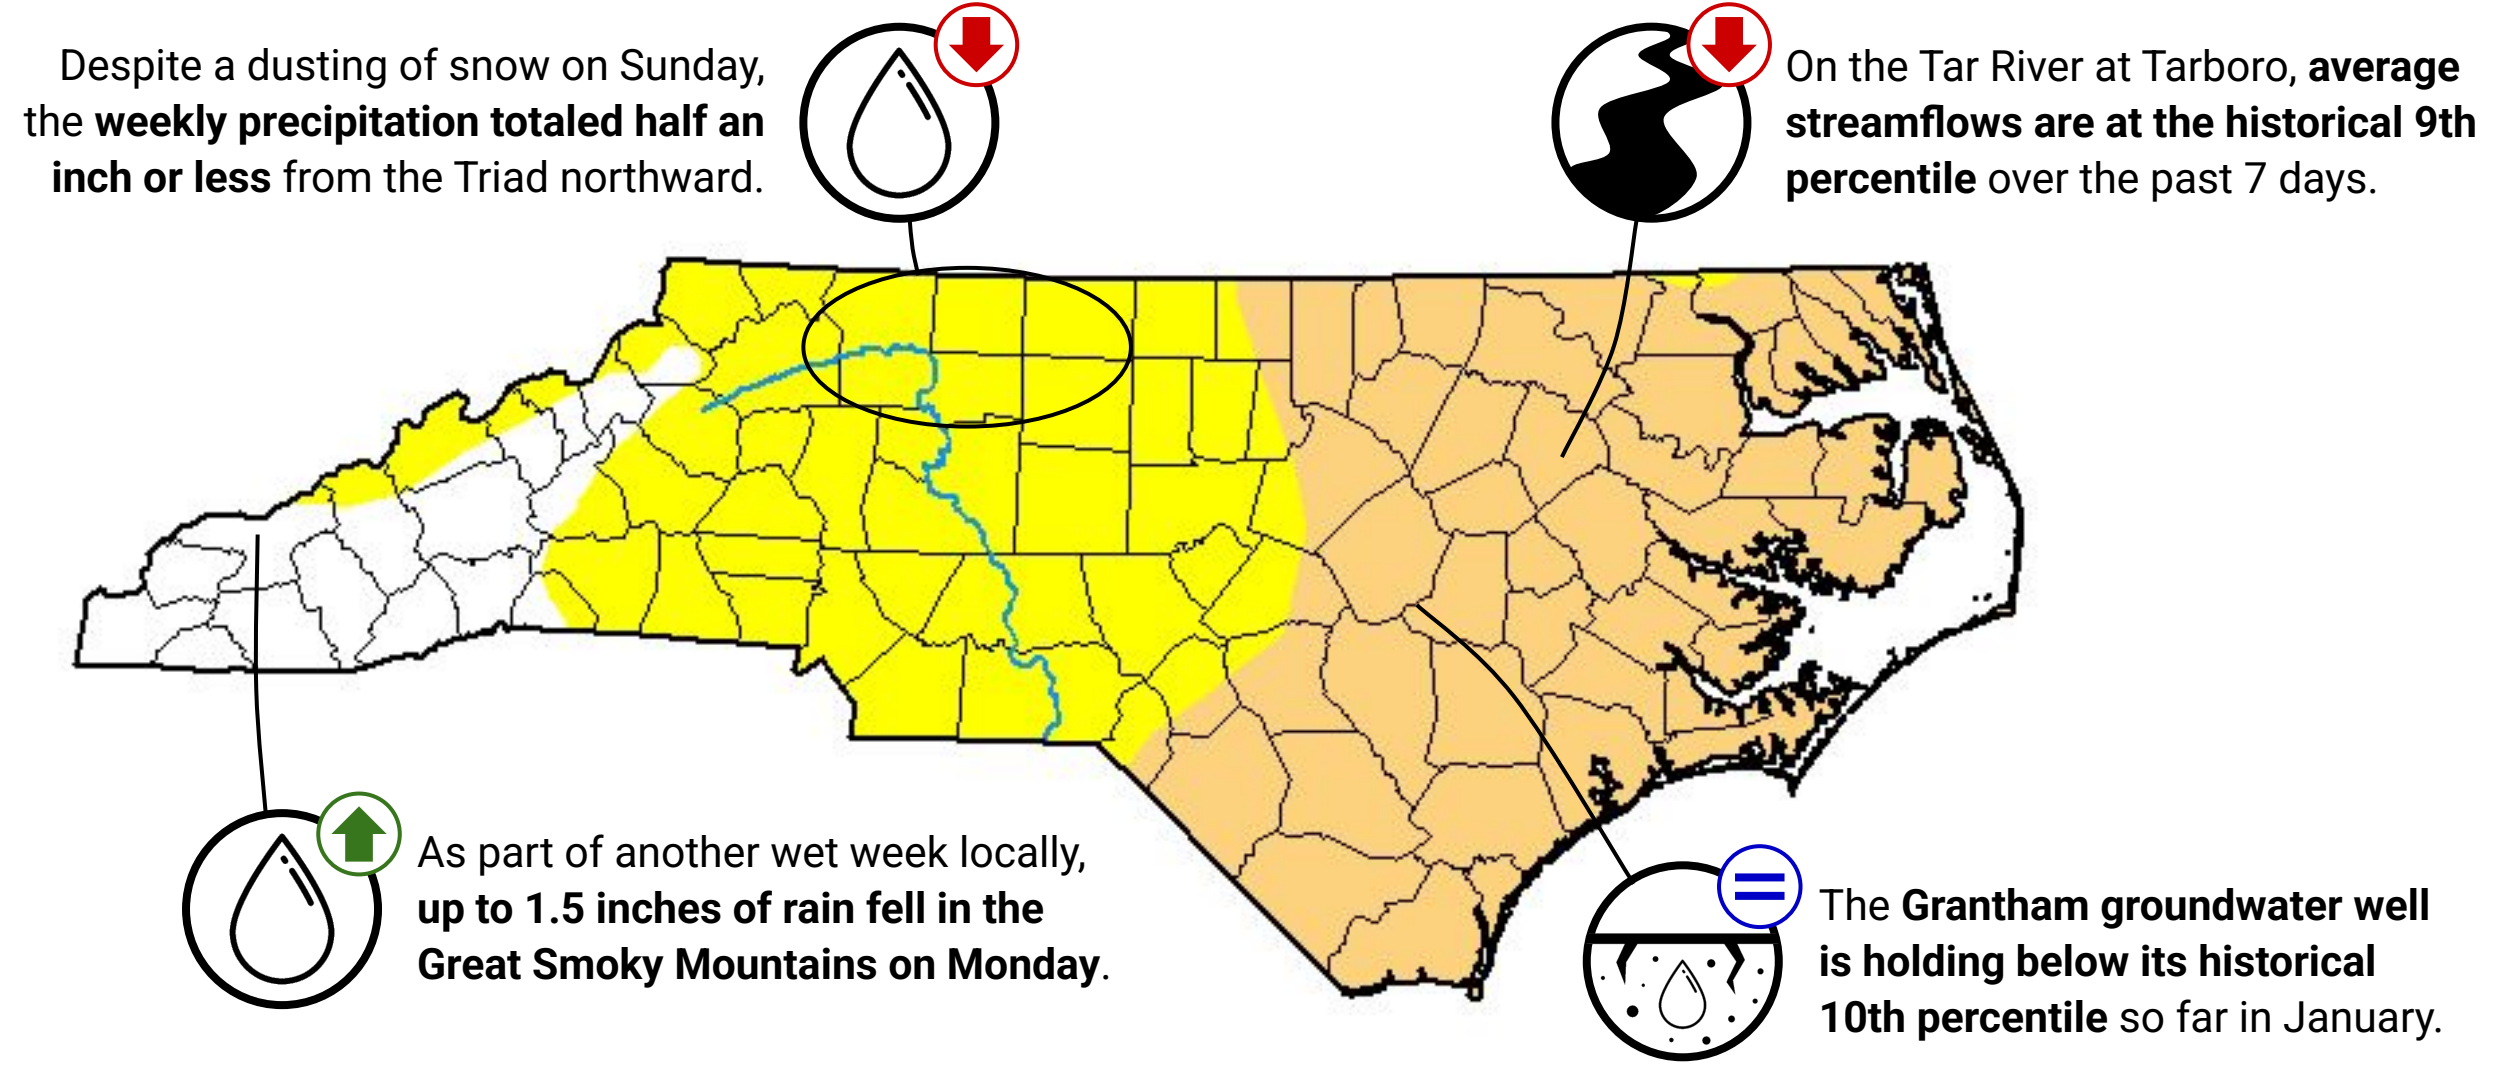 Despite a dusting of snow on Sunday,
the weekly precipitation totaled half an
inch or less from the Triad northward.
On the Tar River at Tarboro, average
streamflows are at the historical 9th
percentile over the past 7 days.
As part of another wet week locally,
up to 1.5 inches of rain fell in the
Great Smoky Mountains on Monday.
The Grantham groundwater well
is holding below its historical
10th percentile so far in January.